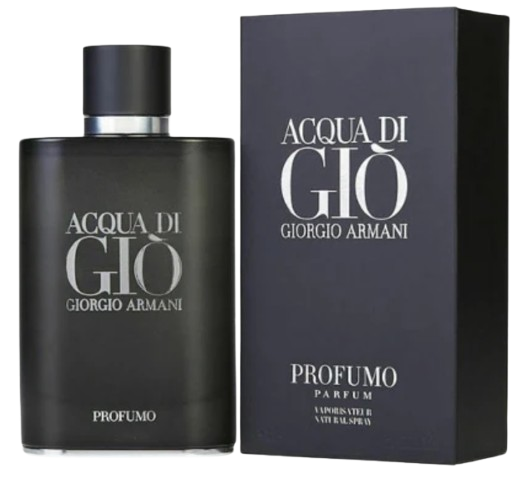 ACQUA DI
GIÒ
GIORGIO ARMANI
PROFUMO
ACQUA DI
GIÒ
GIORGIO ARMANI
PROFUMO
PARFUM
VAPORISATEUR
NATURAL SPRAY